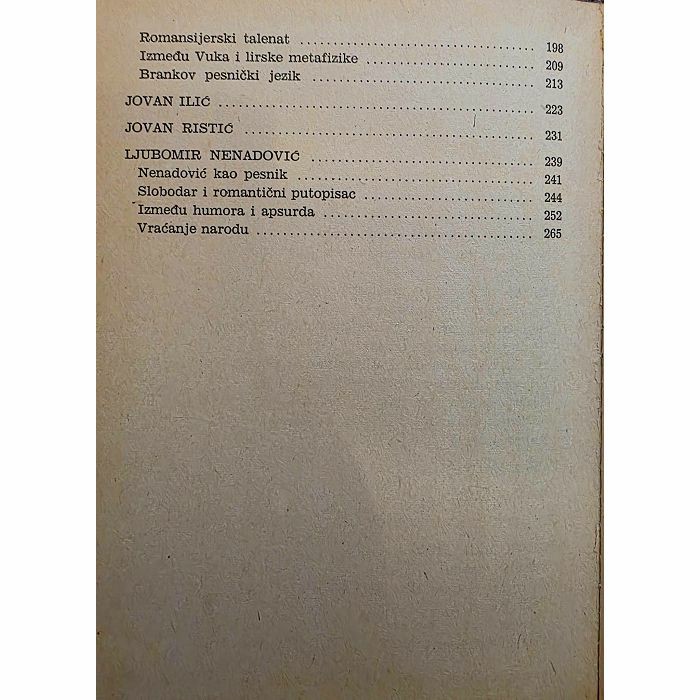 Romansijerski talenat ........................................ 198
Između Vuka i lirske metafizike ............................ 209
Brankov pesnički jezik ..................................... 213
JOVAN ILIĆ .................................................. 223
JOVAN RISTIĆ ............................................... 231
LJUBOMIR NENADOVIĆ ...................................... 239
Nenadović kao pesnik ....................................... 241
Slobodar i romantični putopisac ............................ 244
Između humora i apsurda ................................... 252
Vraćanje narodu ............................................. 265